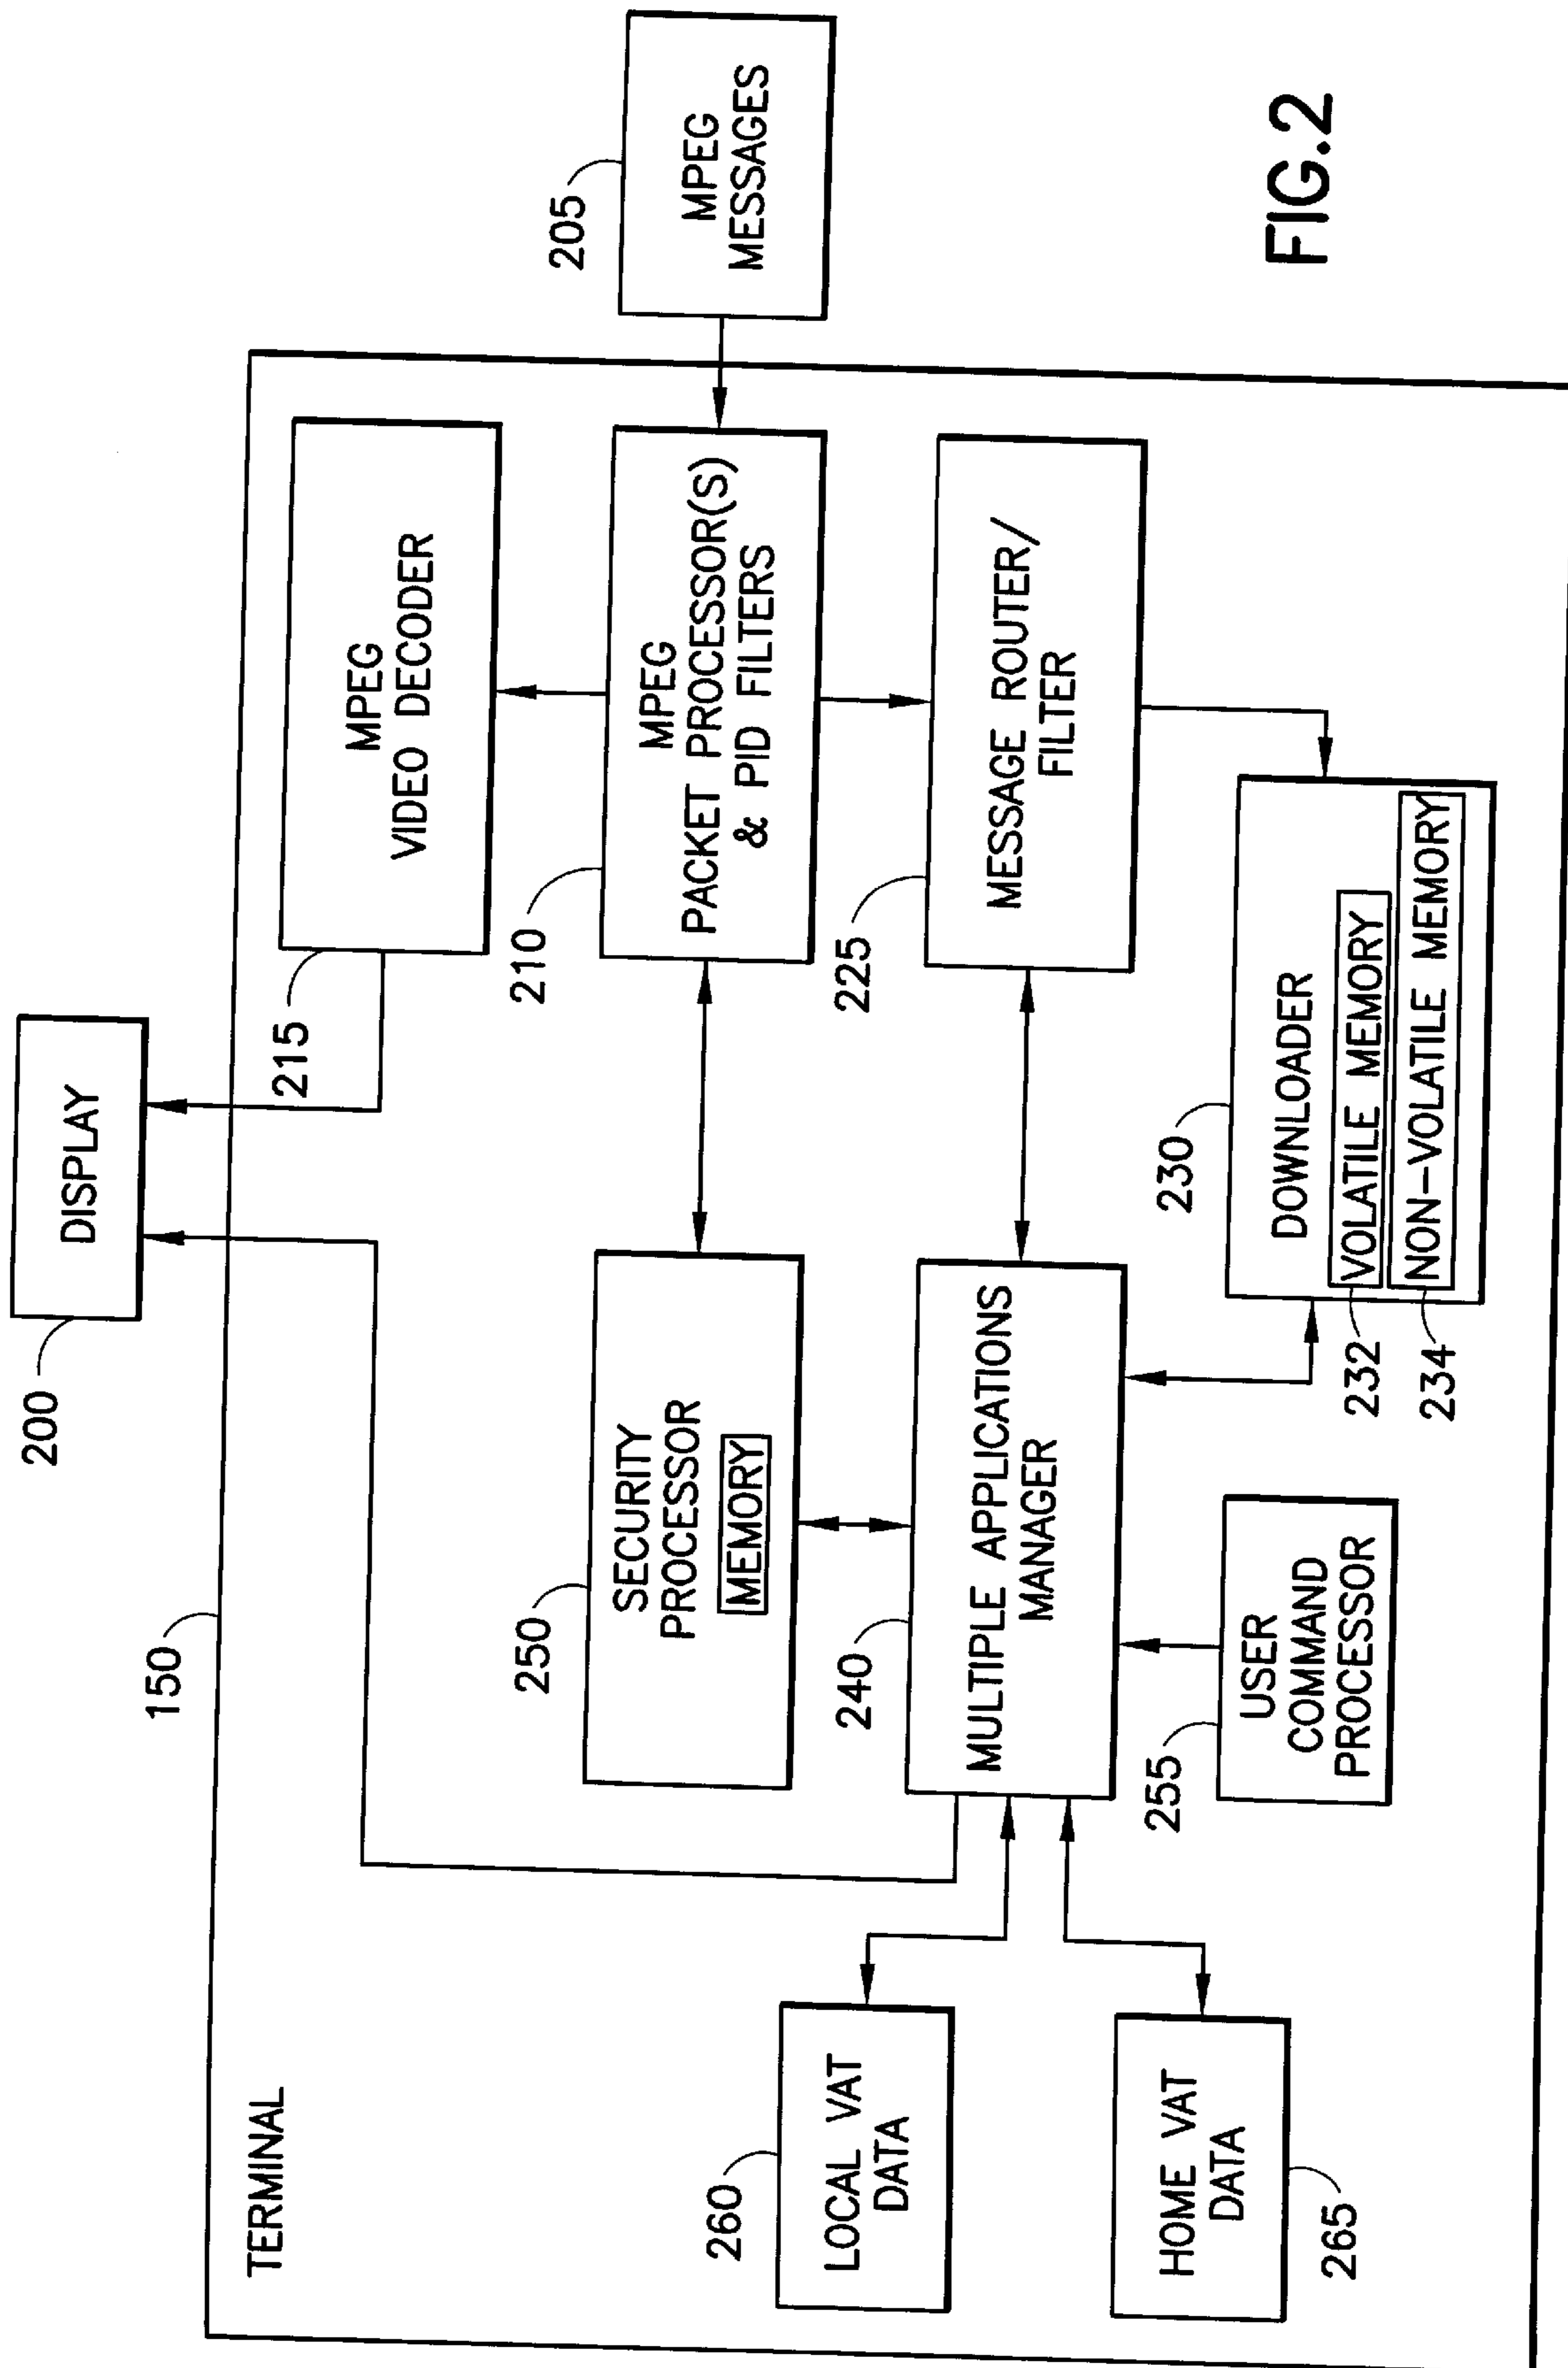 200
DISPLAY
150
TERMINAL
215
MPEG
VIDEO DECODER
205
MPEG
MESSAGES
250
SECURITY
PROCESSOR
MEMORY
210
MPEG
PACKET PROCESSOR(S)
& PID FILTERS
260
LOCAL VAT
DATA
240
MULTIPLE APPLICATIONS
MANAGER
225
MESSAGE ROUTER/
FILTER
265
HOME VAT
DATA
255
USER
COMMAND
PROCESSOR
230
DOWNLOADER
232
VOLATILE MEMORY
234
NON-VOLATILE MEMORY
FIG.2